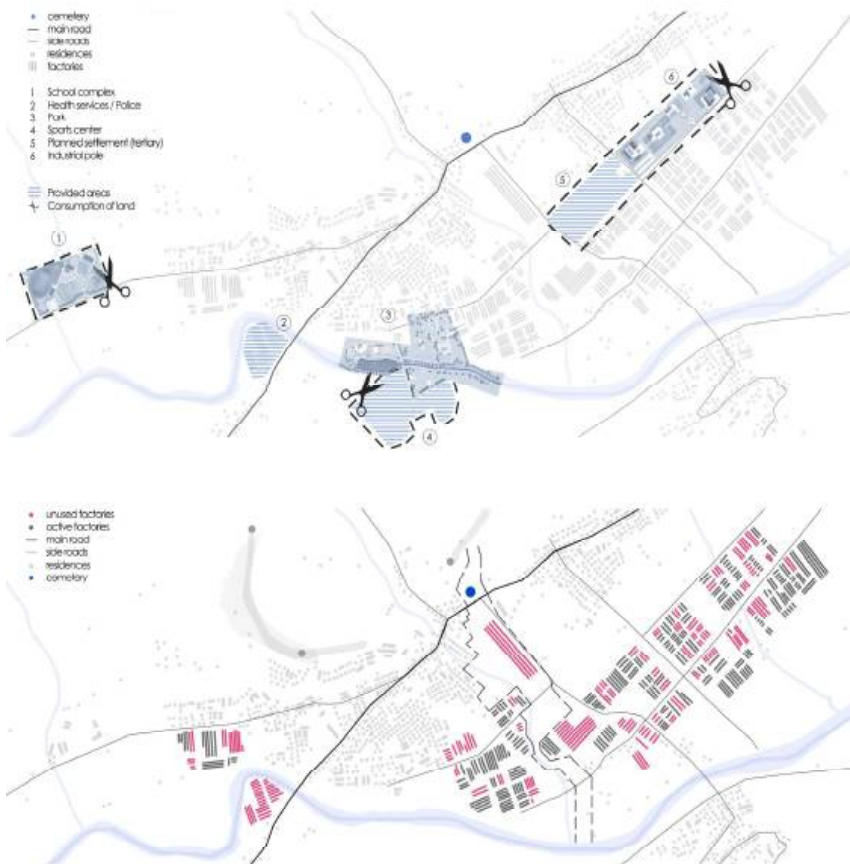 cemetery
main road
side roads
residences
factories
1 School complex
2 Health services / Police
3 Park
4 Sports center
5 Planned settlement (tertiary)
6 Industrial pole
Provided areas
Consumption of land
6
5
1
3
2
4
unused factories
active factories
main road
side roads
residences
cemetary